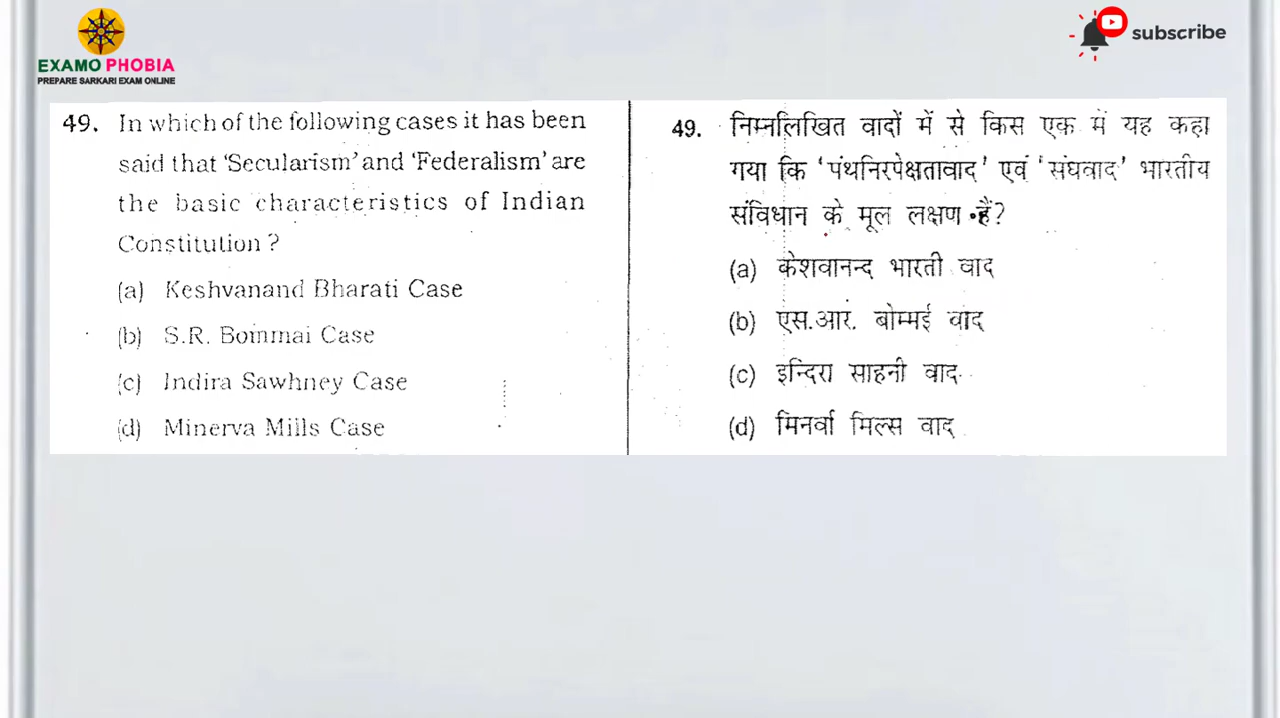 EXAMO PHOBIA
PREPARE SARKARI EXAM ONLINE
subscribe
49. In which of the following cases it has been
said that 'Secularism' and 'Federalism' are
the basic characteristics of Indian
Constitution ?
(a) Keshvanand Bharati Case
(b) S.R. Bommai Case
(c) Indira Sawhney Case
(d) Minerva Mills Case
49. निम्नलिखित वादों में से किस एक में यह कहा
गया कि 'पंथनिरपेक्षतावाद' एवं 'संघवाद' भारतीय
संविधान के मूल लक्षण हैं?
(a) केशवानन्द भारती वाद
(b) एस.आर. बोम्मई वाद
(c) इन्दिरा साहनी वाद
(d) मिनर्वा मिल्स वाद